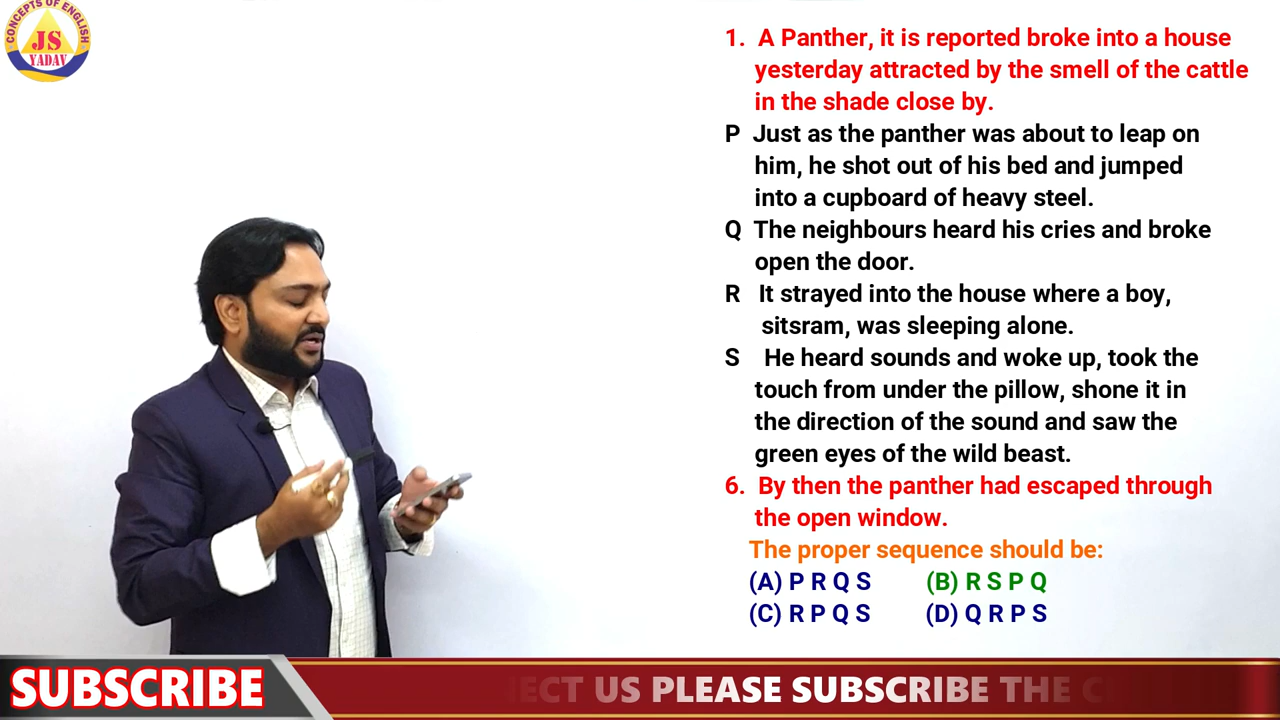 CONCEPTS OF ENGLISH
JS
YADAV
1. A Panther, it is reported broke into a house
yesterday attracted by the smell of the cattle
in the shade close by.
P Just as the panther was about to leap on
him, he shot out of his bed and jumped
into a cupboard of heavy steel.
Q The neighbours heard his cries and broke
open the door.
R It strayed into the house where a boy,
sitsram, was sleeping alone.
S He heard sounds and woke up, took the
touch from under the pillow, shone it in
the direction of the sound and saw the
green eyes of the wild beast.
6. By then the panther had escaped through
the open window.
The proper sequence should be:
(A) P R Q S (B) R S P Q
(C) R P Q S (D) Q R P S
SUBSCRIBE
ECT US PLEASE SUBSCRIBE THE C